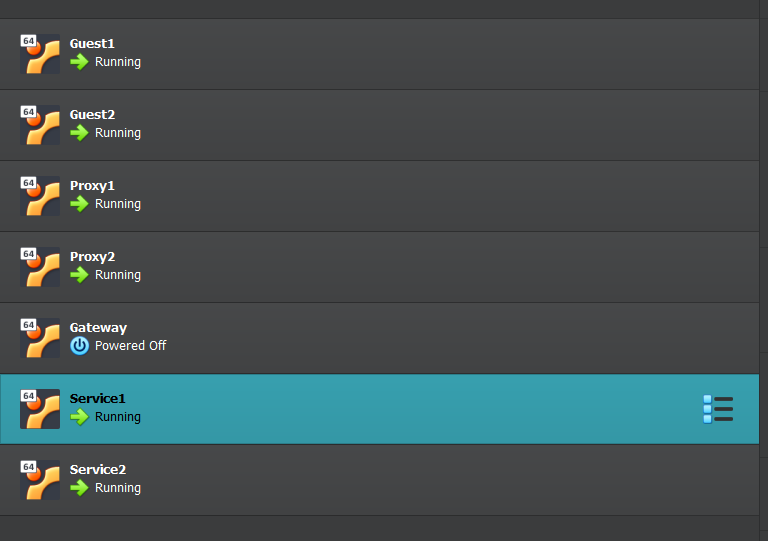 64
Guest1
Running
64
Guest2
Running
64
Proxy1
Running
64
Proxy2
Running
64
Gateway
Powered Off
64
Service1
Running
64
Service2
Running